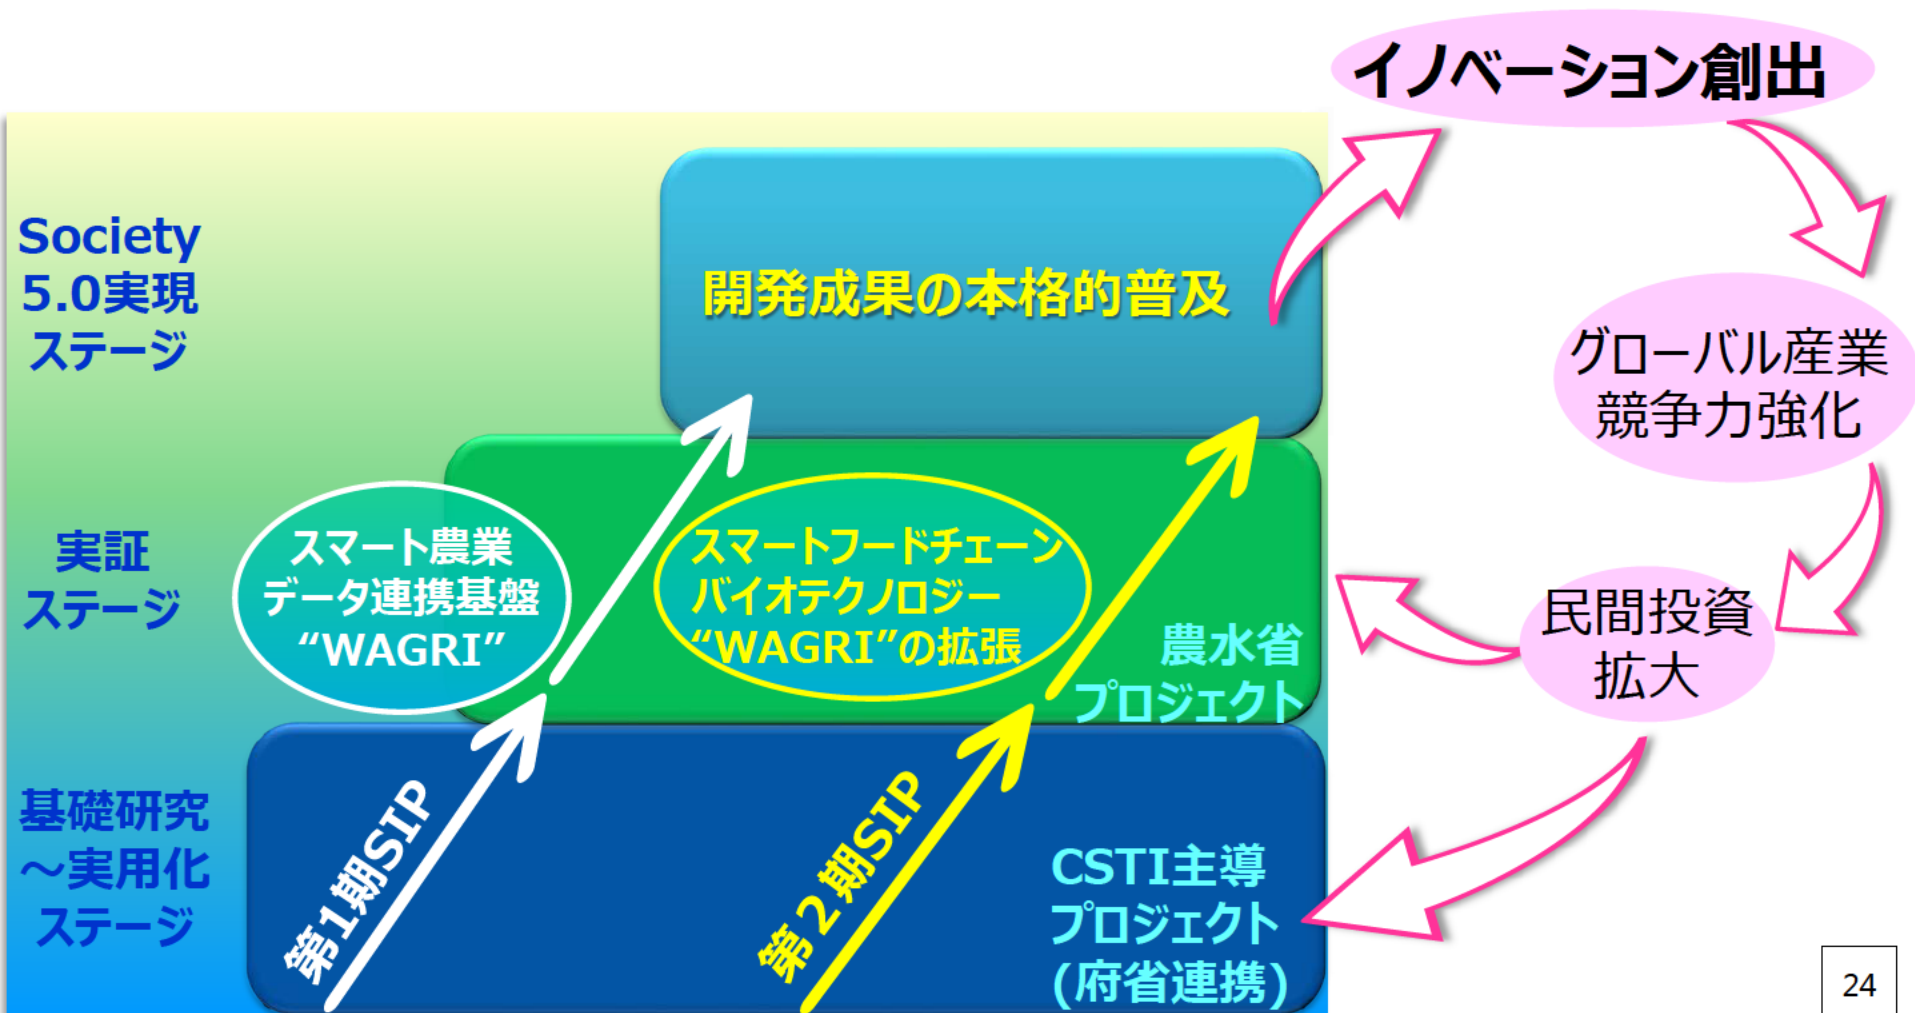 イノベーション創出
Society
5.0実現
ステージ
開発成果の本格的普及
グローバル産業
競争力強化
実証
ステージ
スマート農業
データ連携基盤
“WAGRI”
スマートフードチェーン
バイオテクノロジー
“WAGRI”の拡張
農水省
プロジェクト
民間投資
拡大
基礎研究
～実用化
ステージ
第1期SIP
第２期SIP
CSTI主導
プロジェクト
(府省連携)
24